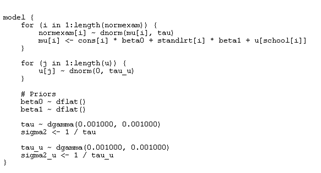 model {
    for (i in 1:length(normexam)) {
        normexam[i] ~ dnorm(mu[i], tau)
        mu[i] <- cons[i] * beta0 + standlrt[i] * beta1 + u[school[i]]
    }
    for (j in 1:length(u)) {
        u[j] ~ dnorm(0, tau_u)
    }
    # Priors
    beta0 ~ dflat()
    beta1 ~ dflat()
    tau ~ dgamma(0.001000, 0.001000)
    sigma2 <- 1 / tau
    tau_u ~ dgamma(0.001000, 0.001000)
    sigma2_u <- 1 / tau_u
}